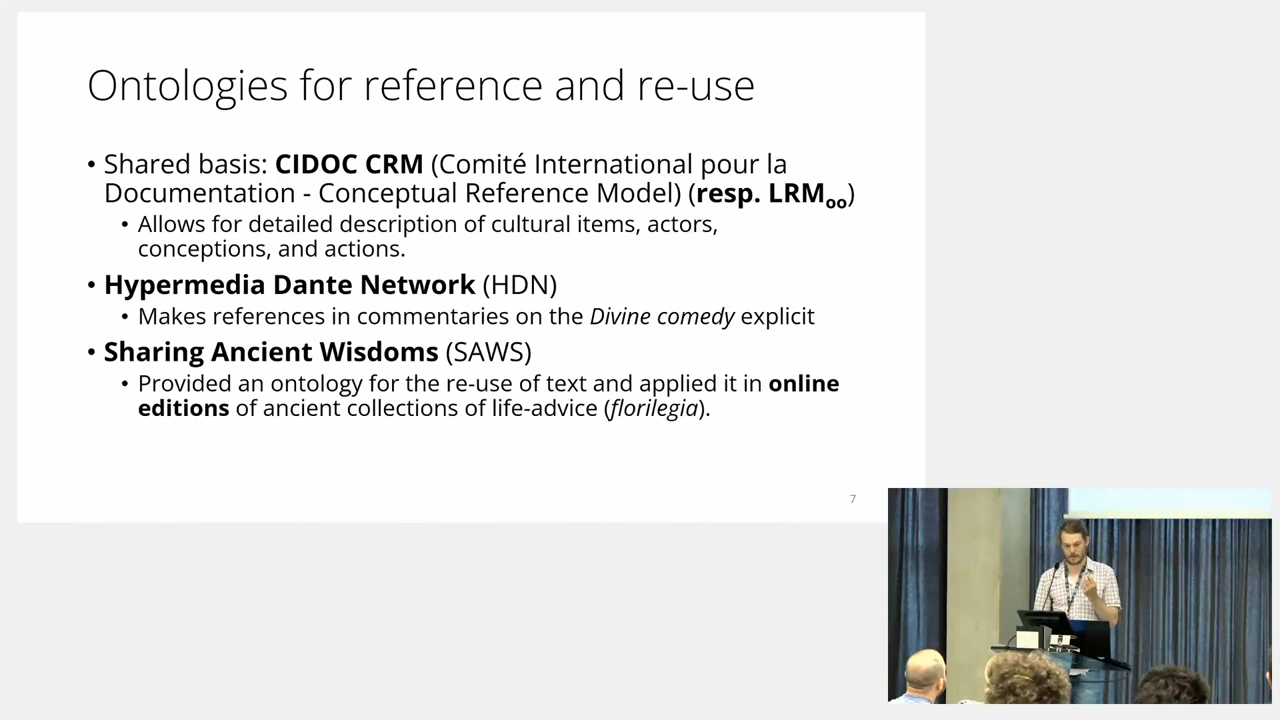 Ontologies for reference and re-use
• Shared basis: CIDOC CRM (Comité International pour la
Documentation - Conceptual Reference Model) (resp. LRMoo)
• Allows for detailed description of cultural items, actors,
conceptions, and actions.
• Hypermedia Dante Network (HDN)
• Makes references in commentaries on the Divine comedy explicit
• Sharing Ancient Wisdoms (SAWS)
• Provided an ontology for the re-use of text and applied it in online
editions of ancient collections of life-advice (florilegia).
7